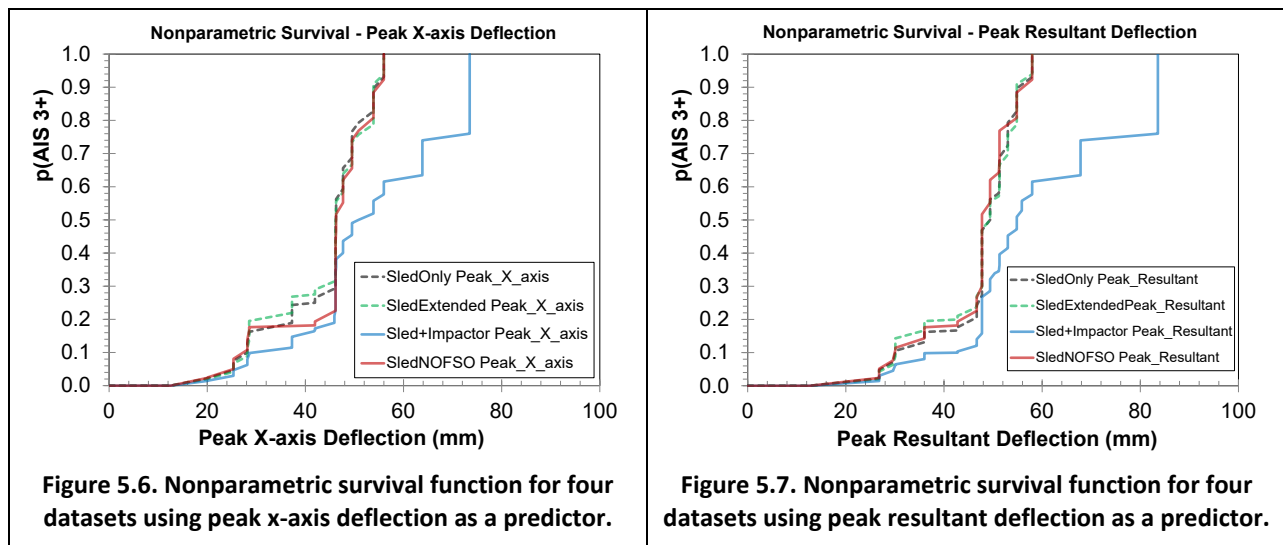 Nonparametric Survival - Peak X-axis Deflection
p(AIS 3+)
1.0
0.9
0.8
0.7
0.6
0.5
0.4
0.3
0.2
0.1
0.0
SledOnly Peak_X_axis
SledExtended Peak_X_axis
Sled+Impactor Peak_X_axis
SledNOFSO Peak_X_axis
0 20 40 60 80 100
Peak X-axis Deflection (mm)
Figure 5.6. Nonparametric survival function for four
datasets using peak x-axis deflection as a predictor.
Nonparametric Survival - Peak Resultant Deflection
p(AIS 3+)
1.0
0.9
0.8
0.7
0.6
0.5
0.4
0.3
0.2
0.1
0.0
SledOnly Peak_Resultant
SledExtendedPeak_Resultant
Sled+Impactor Peak_Resultant
SledNOFSO Peak_Resultant
0 20 40 60 80 100
Peak Resultant Deflection (mm)
Figure 5.7. Nonparametric survival function for four
datasets using peak resultant deflection as a predictor.